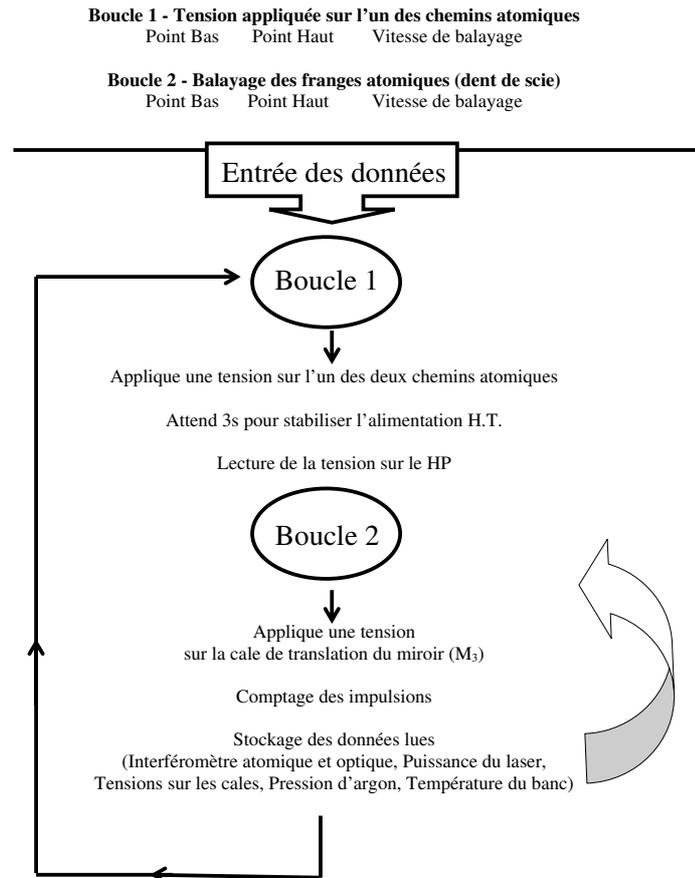 Boucle 1 - Tension appliquée sur l'un des chemins atomiques
Point Bas Point Haut Vitesse de balayage
Boucle 2 - Balayage des franges atomiques (dent de scie)
Point Bas Point Haut Vitesse de balayage
Entrée des données
Boucle 1
Applique une tension sur l'un des deux chemins atomiques
Attend 3s pour stabiliser l'alimentation H.T.
Lecture de la tension sur le HP
Boucle 2
Applique une tension
sur la cale de translation du miroir (M₃)
Comptage des impulsions
Stockage des données lues
(Interféromètre atomique et optique, Puissance du laser,
Tensions sur les cales, Pression d'argon, Température du banc)